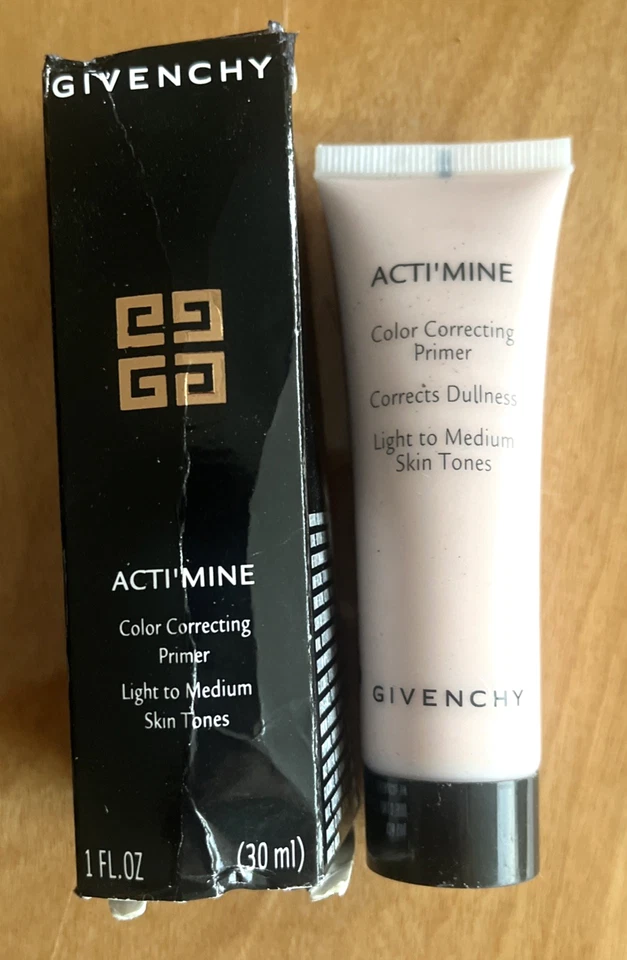 GIVENCHY
ACTI'MINE
Color Correcting
Primer
Light to Medium
Skin Tones
1 FL.OZ (30 ml)
ACTI'MINE
Color Correcting
Primer
Corrects Dullness
Light to Medium
Skin Tones
GIVENCHY